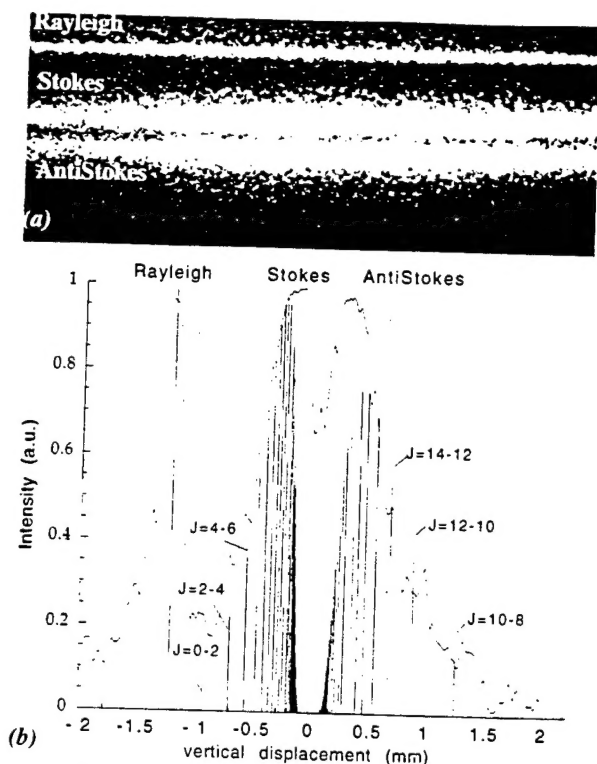 Rayleigh
Stokes
AntiStokes
(a)
Rayleigh Stokes AntiStokes
1
0.8
0.6
0.4
0.2
0
Intensity (a.u.)
J=14-12
J=4-6
J=12-10
J=2-4
J=10-8
J=0-2
-2 -1 -0.5 0 0.5 1 1.5 2
vertical displacement (mm)
(b)